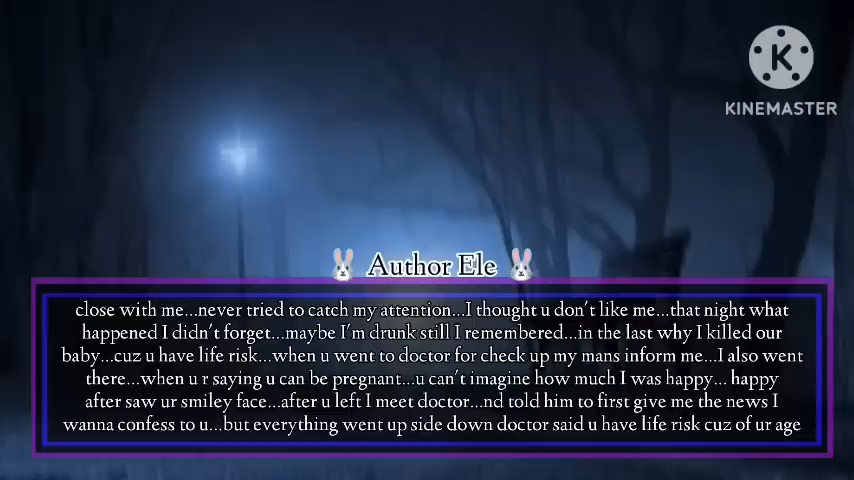 KINEMASTER
🐰 Author Ele 🐰
close with me...never tried to catch my attention...I thought u don't like me...that night what
happened I didn't forget...maybe I'm drunk still I remembered...in the last why I killed our
baby...cuz u have life risk...when u went to doctor for check up my mans inform me...I also went
there...when u r saying u can be pregnant...u can't imagine how much I was happy... happy
after saw ur smiley face...after u left I meet doctor...nd told him to first give me the news I
wanna confess to u...but everything went up side down doctor said u have life risk cuz of ur age